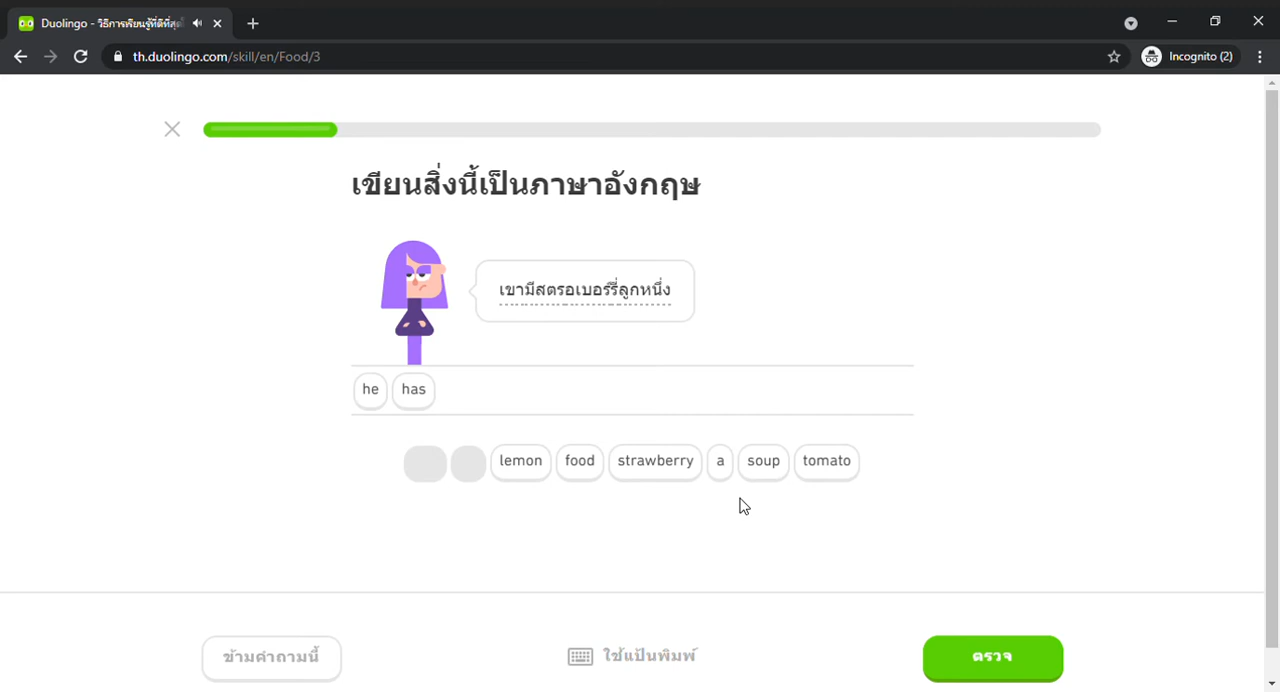 Duolingo - วิธีการเรียนรู้ที่ดีที่สุดใ
th.duolingo.com/skill/en/Food/3
Incognito (2)
เขียนสิ่งนี้เป็นภาษาอังกฤษ
เขามีสตรอเบอร์รี่ลูกหนึ่ง
he has
lemon food strawberry a soup tomato
ข้ามคำถามนี้ ใช้แป้นพิมพ์ ตรวจ